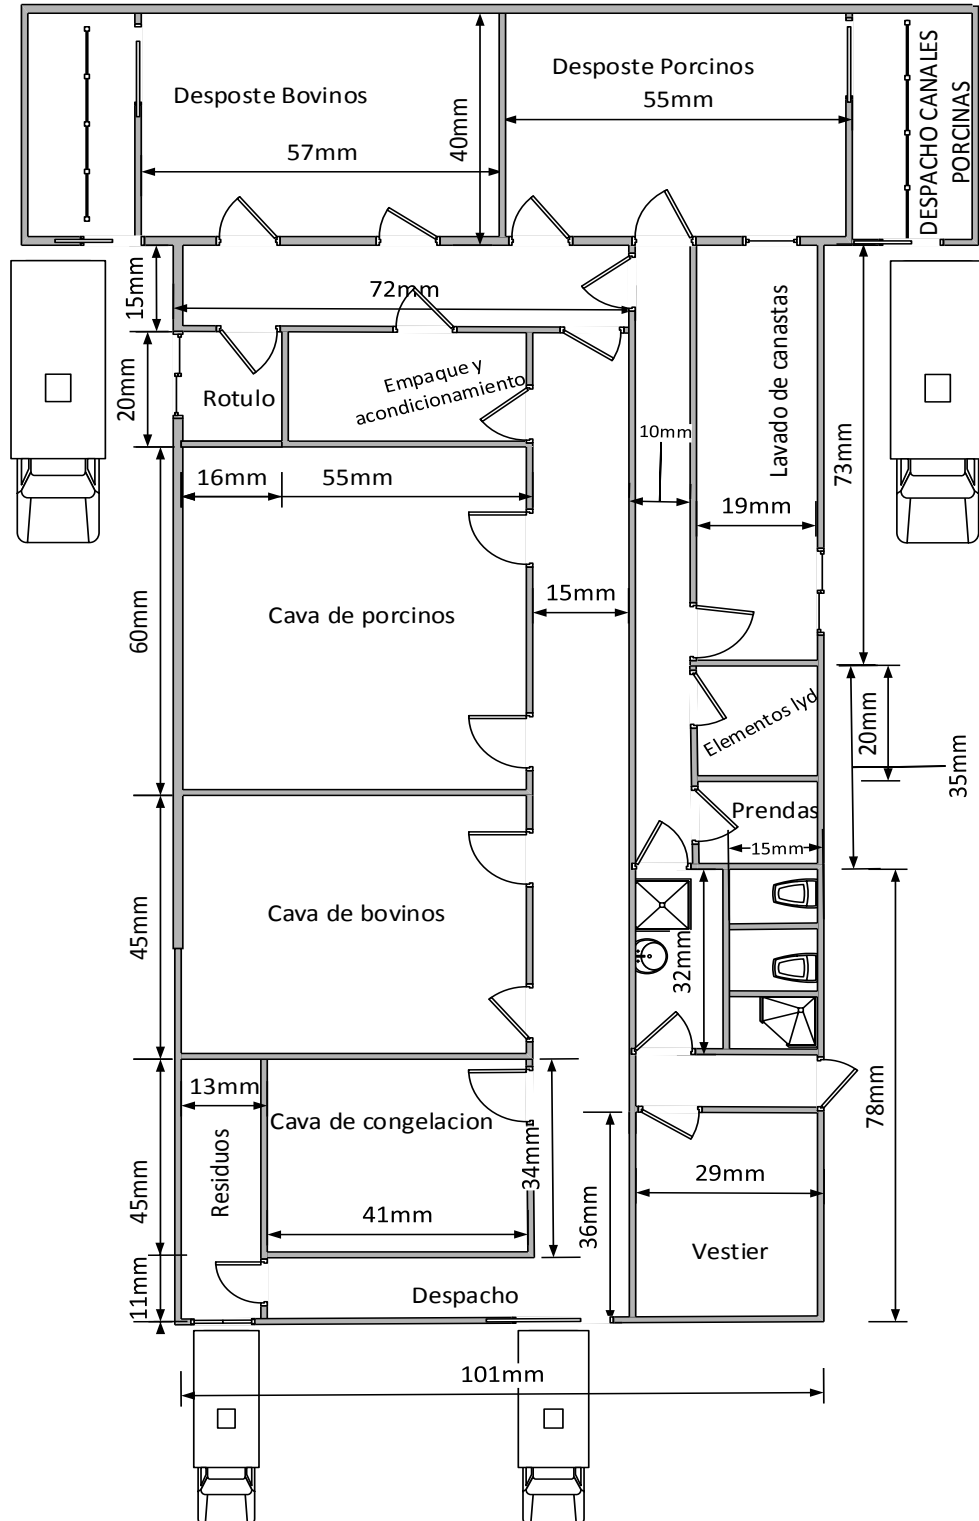 Desposte Bovinos
Desposte Porcinos
DESPACHO CANALES
PORCINAS
57mm
40mm
55mm
15mm
72mm
20mm
Rotulo
Empaque y
acondicionamiento
Lavado de canastas
10mm
73mm
16mm
55mm
19mm
Cava de porcinos
60mm
15mm
Elementos lyd
20mm
35mm
Prendas
15mm
Cava de bovinos
45mm
32mm
13mm
Cava de congelacion
Residuos
34mm
45mm
41mm
36mm
29mm
Vestier
78mm
11mm
Despacho
101mm